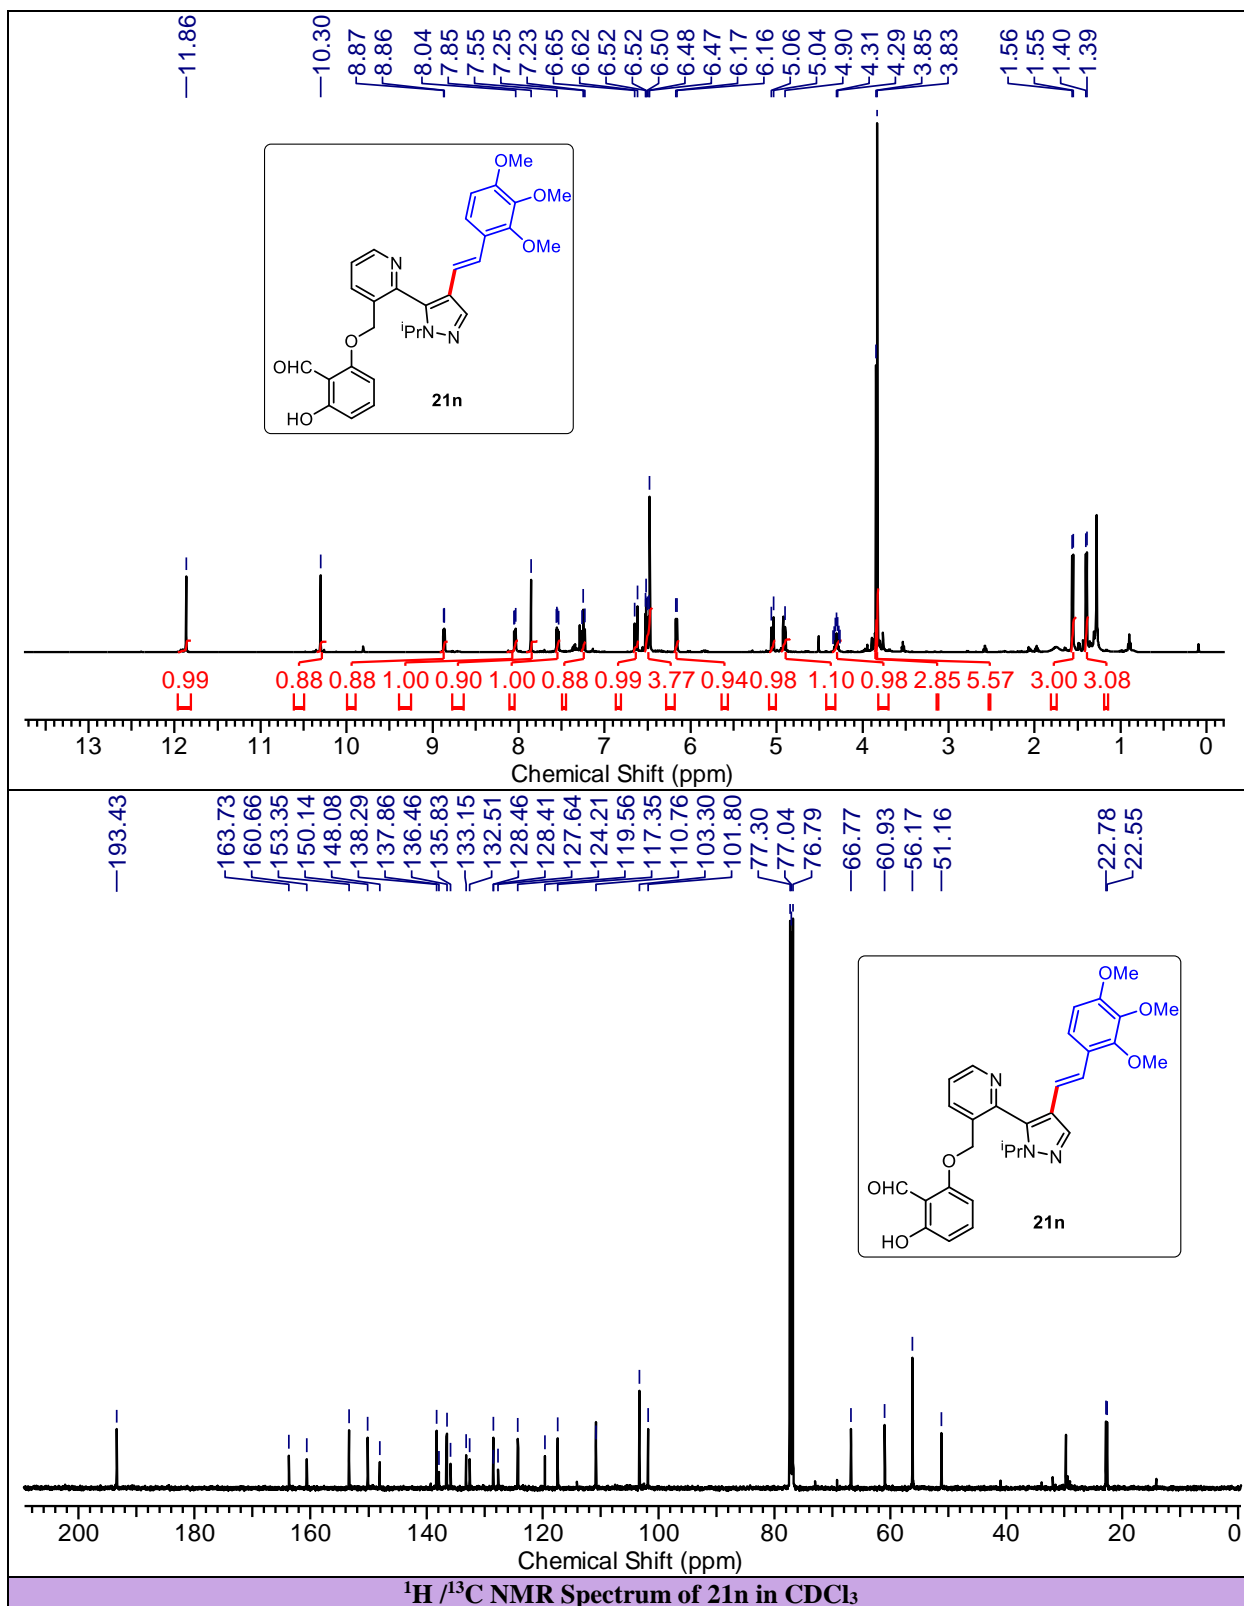 11.86 10.30 8.87 8.86 8.04 7.85 7.55 7.25 7.23 6.65 6.62 6.52 6.52 6.50 6.48 6.47 6.17 6.16 5.06 5.04 4.90 4.31 4.29 3.85 3.83 1.56 1.55 1.40 1.39
OMe
OMe
OMe
N
iPr N N
O
OHC
HO
21n
0.99 0.88 0.88 1.00 0.90 1.00 0.88 0.99 3.77 0.94 0.98 1.10 0.98 2.85 5.57 3.00 3.08
13 12 11 10 9 8 7 6 5 4 3 2 1 0
Chemical Shift (ppm)
193.43 163.73 160.66 153.35 150.14 148.08 138.29 137.86 136.46 135.83 133.15 132.51 128.46 128.41 127.64 124.21 119.56 117.35 110.76 103.30 101.80 77.30 77.04 76.79 66.77 60.93 56.17 51.16 22.78 22.55
OMe
OMe
OMe
N
iPr N N
O
OHC
HO
21n
200 180 160 140 120 100 80 60 40 20 0
Chemical Shift (ppm)
¹H /¹³C NMR Spectrum of 21n in CDCl₃